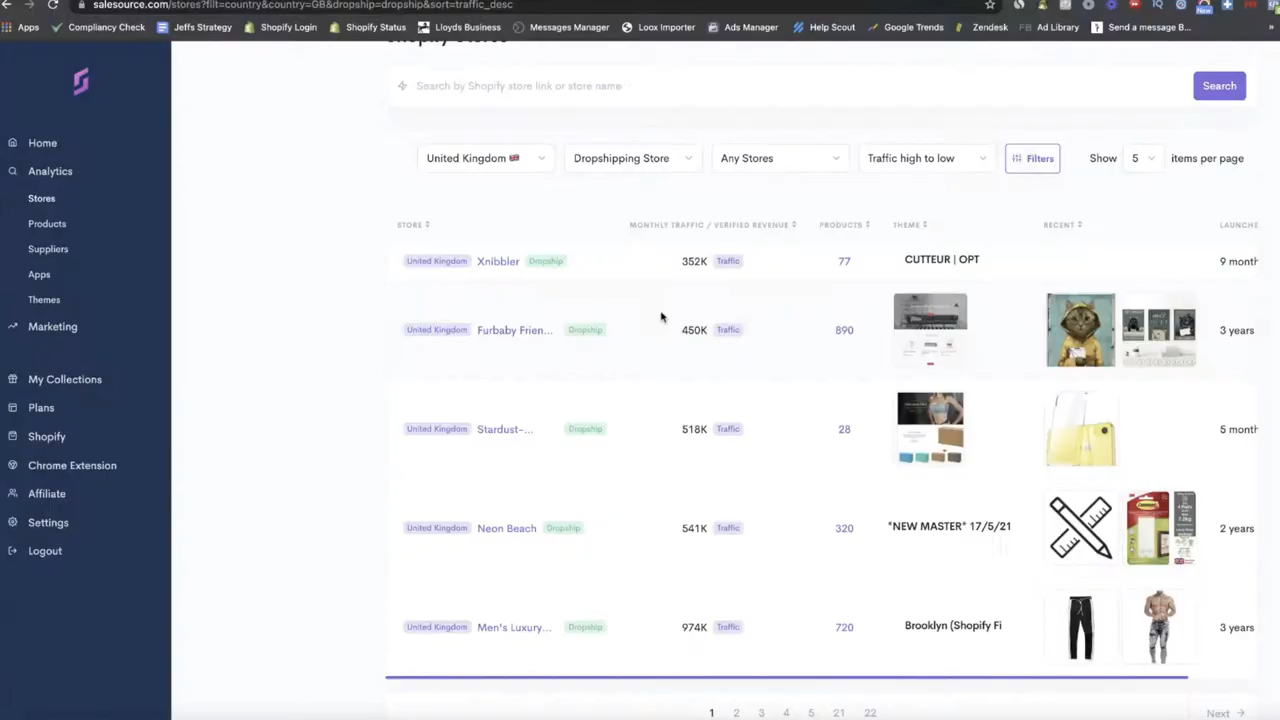 salesource.com/stores?filt=country&country=GB&dropship=dropship&sort=traffic_desc
Apps Compliancy Check Jeffs Strategy Shopify Login Shopify Status Lloyds Business Messages Manager Loox Importer Ads Manager Help Scout Google Trends Zendesk FB Ad Library Send a message B... »
New
Shopify Stores
Search by Shopify store link or store name Search
Home
Analytics
Stores
Products
Suppliers
Apps
Themes
Marketing
My Collections
Plans
Shopify
Chrome Extension
Affiliate
Settings
Logout
United Kingdom Dropshipping Store Any Stores Traffic high to low Filters Show 5 items per page
STORE MONTHLY TRAFFIC / VERIFIED REVENUE PRODUCTS THEME RECENT LAUNCHE
United Kingdom Xnibbler Dropship 352K Traffic 77 CUTTEUR | OPT 9 month
United Kingdom Furbaby Frien... Dropship 450K Traffic 890 3 years
United Kingdom Stardust-... Dropship 518K Traffic 28 5 month
United Kingdom Neon Beach Dropship 541K Traffic 320 *NEW MASTER* 17/5/21 2 years
United Kingdom Men's Luxury... Dropship 974K Traffic 720 Brooklyn (Shopify Fi 3 years
1 2 3 4 5 21 22 Next